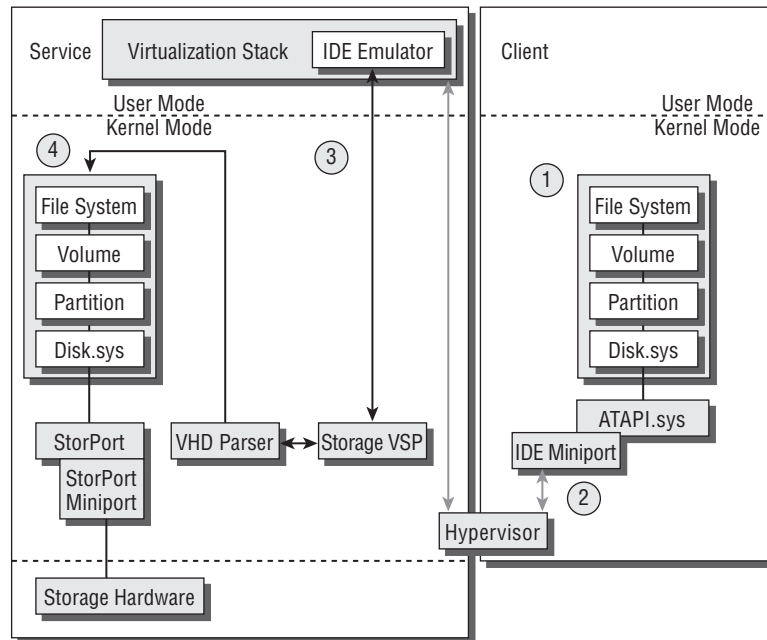 Service
Virtualization Stack
IDE Emulator
User Mode
Kernel Mode
4
3
File System
Volume
Partition
Disk.sys
StorPort
StorPort
Miniport
VHD Parser
Storage VSP
Storage Hardware
Hypervisor
Client
User Mode
Kernel Mode
1
File System
Volume
Partition
Disk.sys
ATAPI.sys
IDE Miniport
2